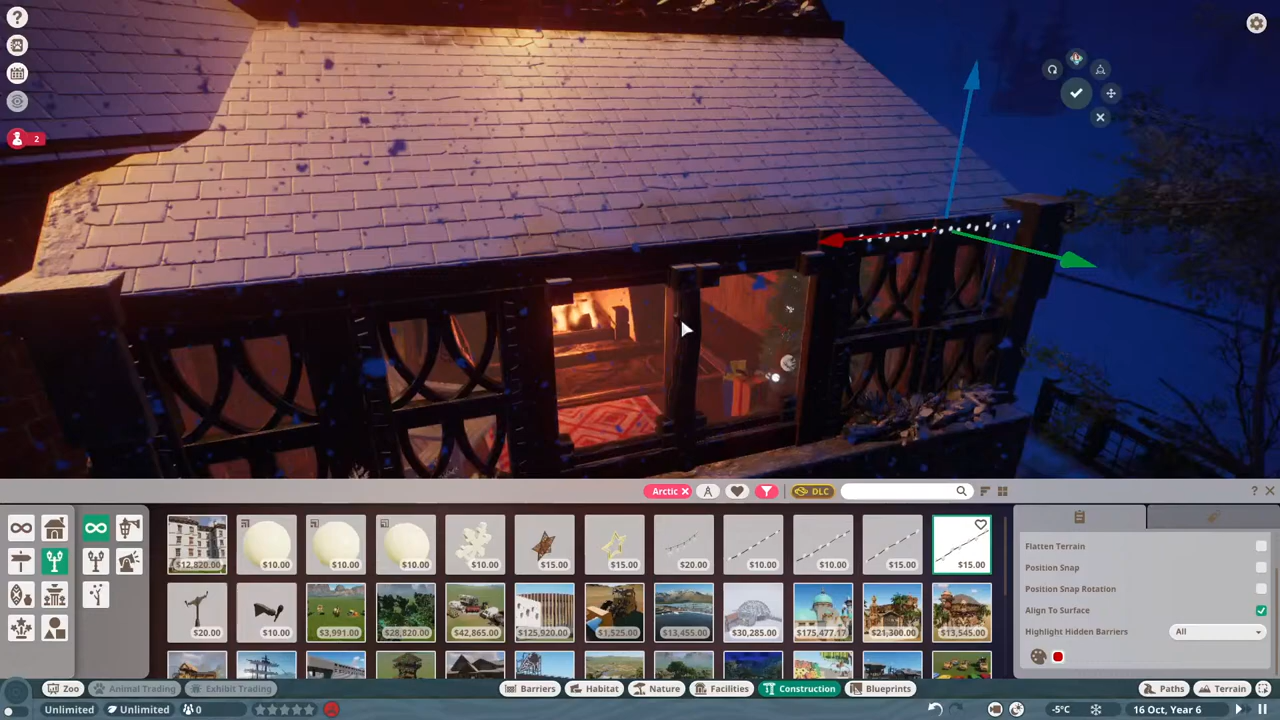 ?
2
Arctic ×
DLC
? ×
$12,820.00 $10.00 $10.00 $10.00 $10.00 $15.00 $15.00 $20.00 $10.00 $10.00 $15.00 $15.00
$20.00 $10.00 $3,991.00 $28,820.00 $42,865.00 $125,920.00 $1,525.00 $13,455.00 $30,285.00 $175,477.17 $21,300.00 $13,545.00
Flatten Terrain
Position Snap
Position Snap Rotation
Align To Surface
Highlight Hidden Barriers All
Zoo Animal Trading Exhibit Trading Barriers Habitat Nature Facilities Construction Blueprints Paths Terrain
Unlimited Unlimited 0 -5°C 16 Oct, Year 6